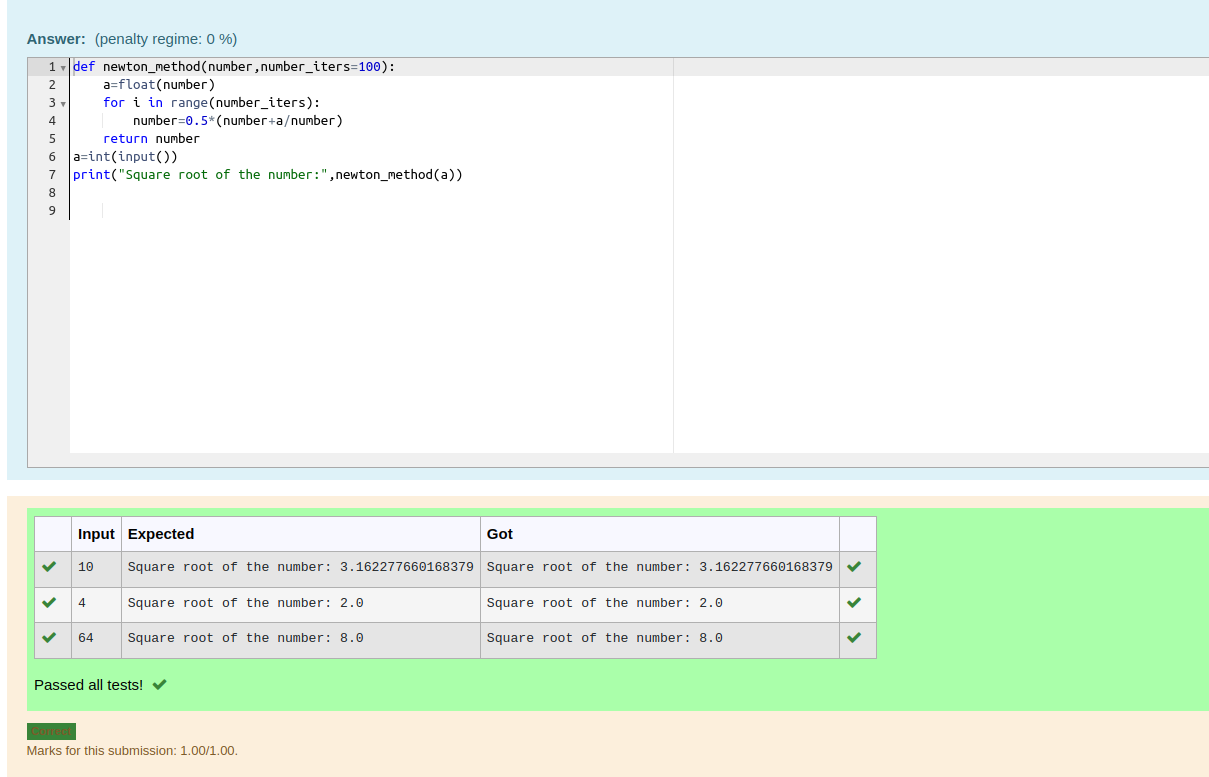 Answer: (penalty regime: 0 %)
1 def newton_method(number,number_iters=100):
2     a=float(number)
3     for i in range(number_iters):
4         number=0.5*(number+a/number)
5     return number
6 a=int(input())
7 print("Square root of the number:",newton_method(a))
8
9
Input Expected Got
10 Square root of the number: 3.162277660168379 Square root of the number: 3.162277660168379
4 Square root of the number: 2.0 Square root of the number: 2.0
64 Square root of the number: 8.0 Square root of the number: 8.0
Passed all tests!
Correct
Marks for this submission: 1.00/1.00.